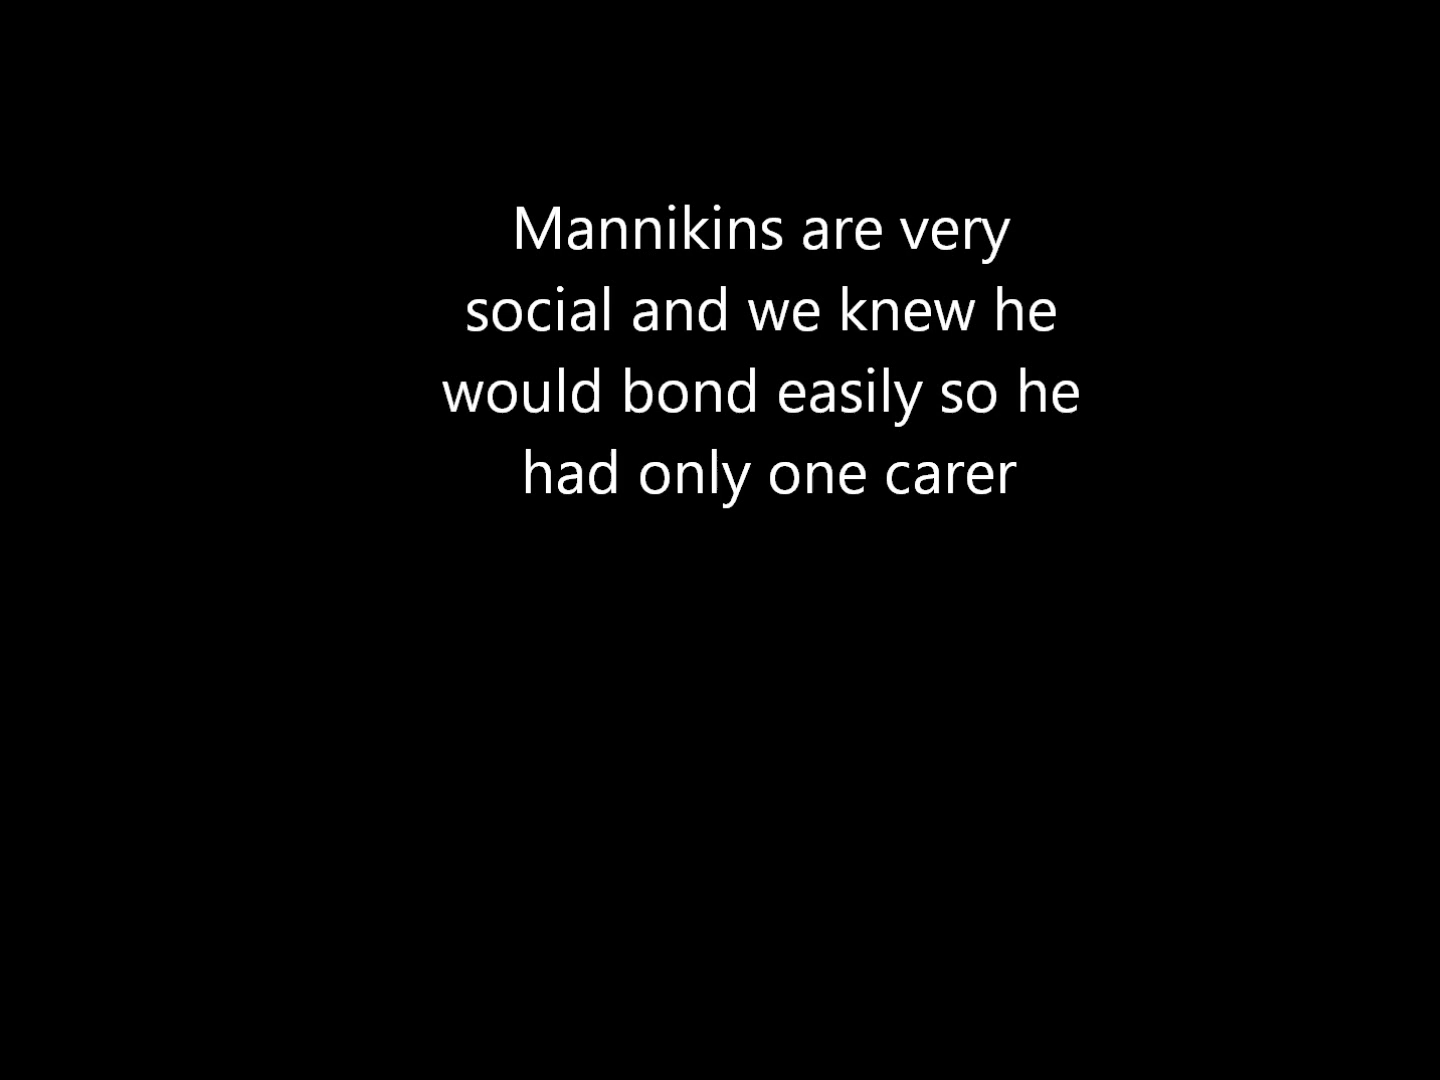 Mannikins are very
social and we knew he
would bond easily so he
had only one carer